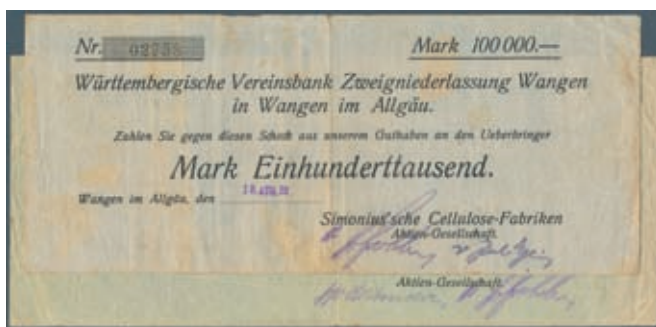 Nr. Mark 100000.—
Württembergische Vereinsbank Zweigniederlassung Wangen
in Wangen im Allgäu.
Zahlen Sie gegen diesen Scheck aus unserem Guthaben an den Ueberbringer
Mark Einhunderttausend.
Wangen im Allgäu, den
Simonius'sche Cellulose-Fabriken
Aktien-Gesellschaft.
Aktien-Gesellschaft.